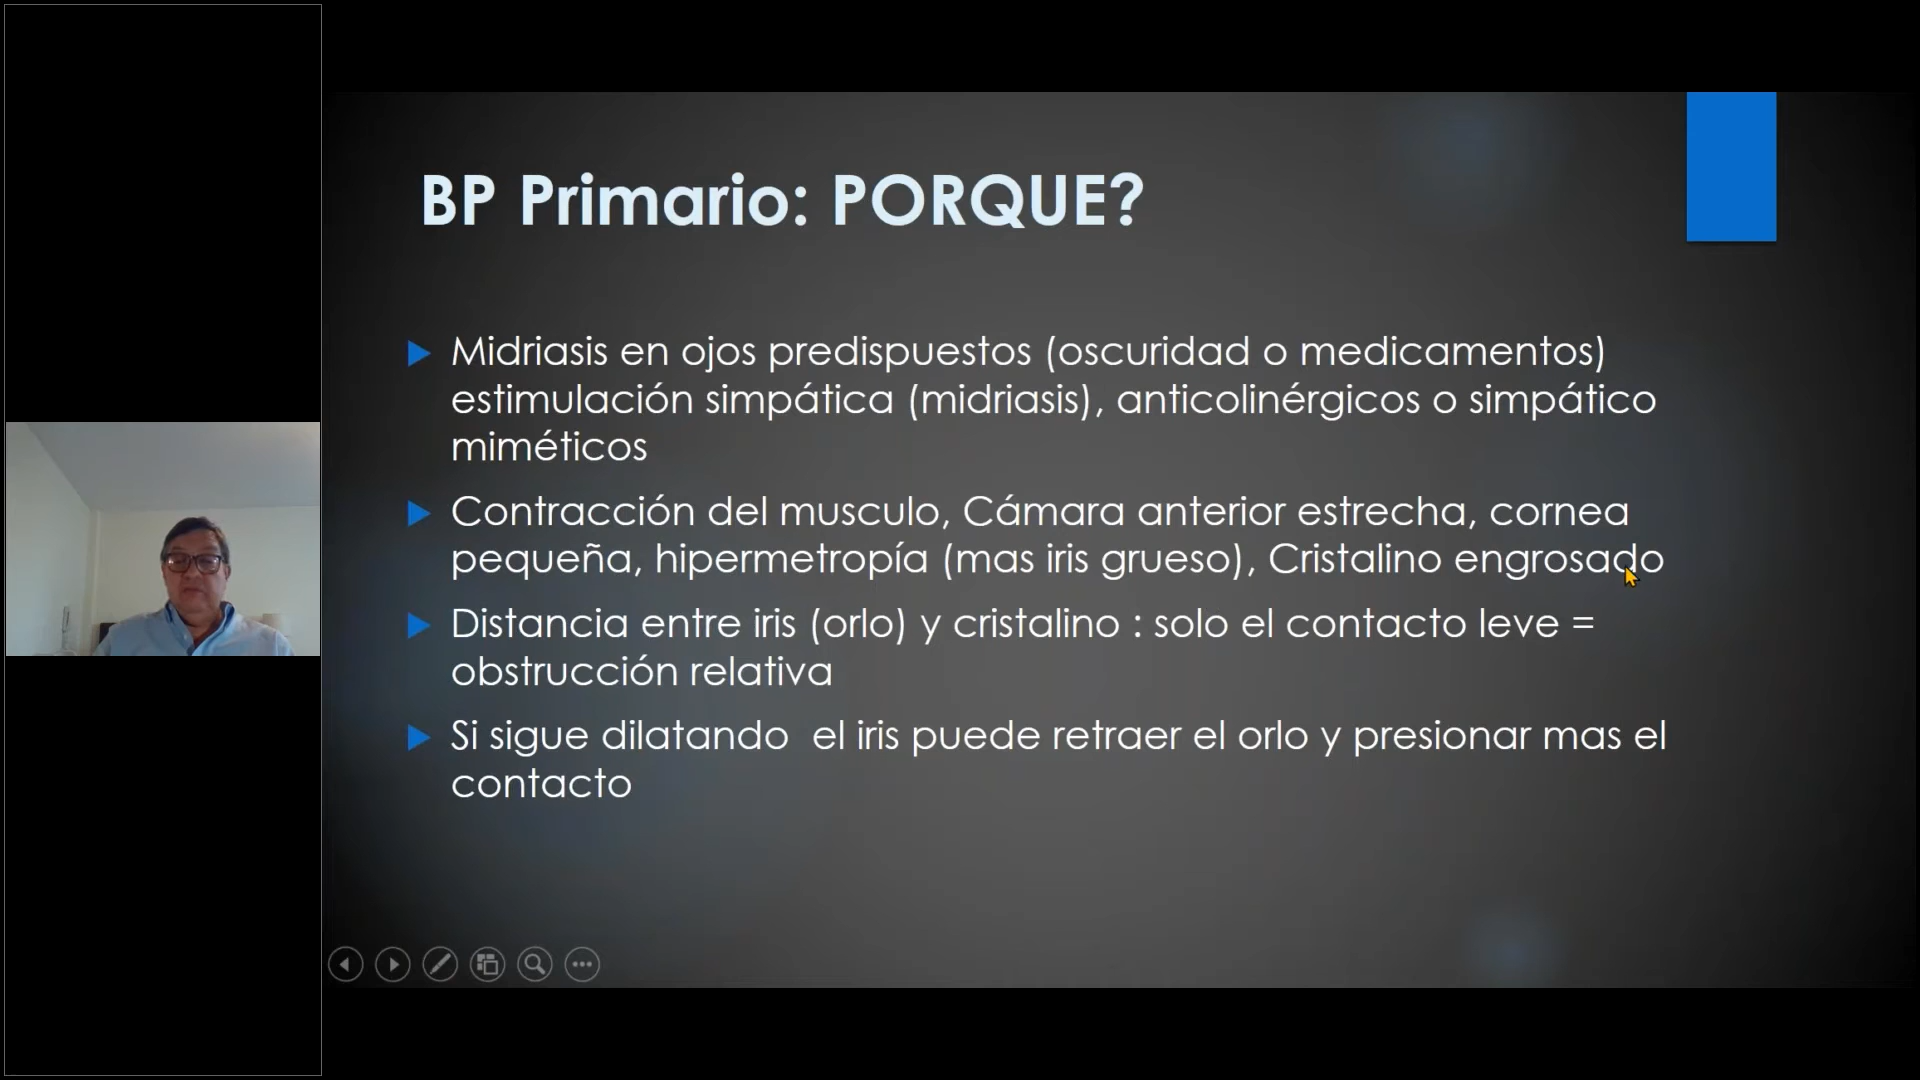 BP Primario: PORQUE?
Midriasis en ojos predispuestos (oscuridad o medicamentos)
estimulación simpática (midriasis), anticolinérgicos o simpático
miméticos
Contracción del musculo, Cámara anterior estrecha, cornea
pequeña, hipermetropía (mas iris grueso), Cristalino engrosado
Distancia entre iris (orlo) y cristalino : solo el contacto leve =
obstrucción relativa
Si sigue dilatando  el iris puede retraer el orlo y presionar mas el
contacto